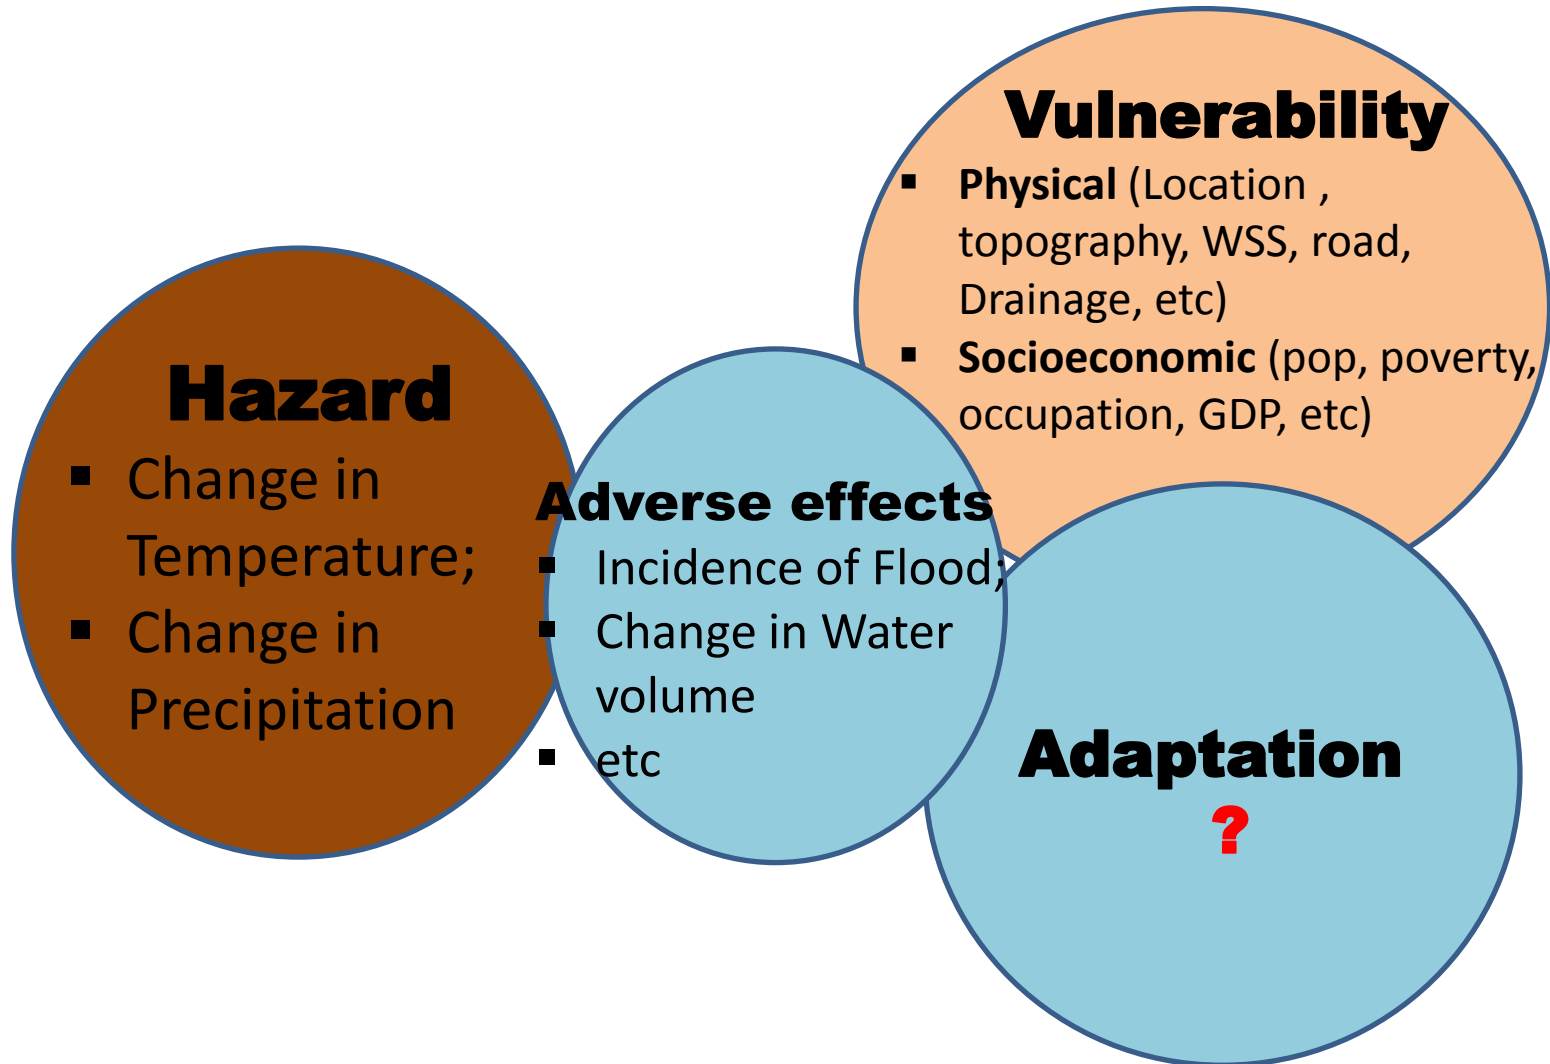 Hazard
▪ Change in
Temperature;
▪ Change in
Precipitation
Adverse effects
▪ Incidence of Flood;
▪ Change in Water
volume
▪ etc
Vulnerability
▪ Physical (Location ,
topography, WSS, road,
Drainage, etc)
▪ Socioeconomic (pop, poverty,
occupation, GDP, etc)
Adaptation
?